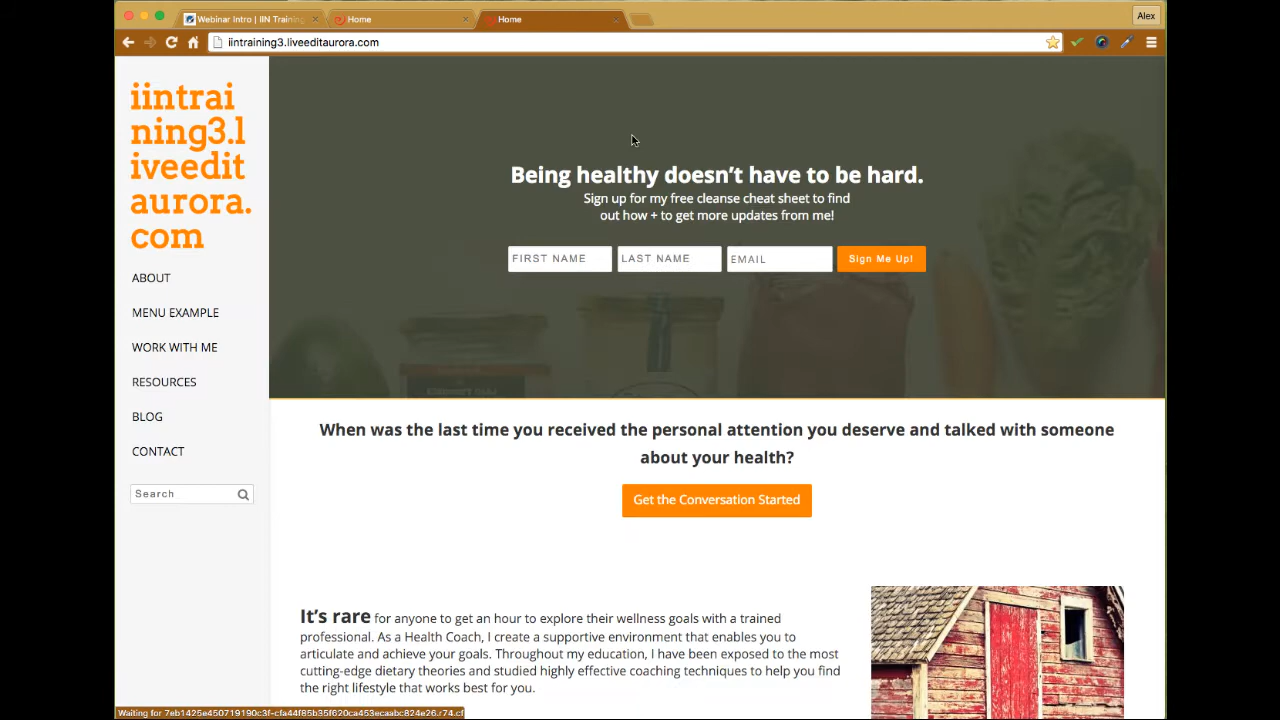 Webinar Intro | IIN Training
Home
Home
Alex
iintraining3.liveeditaurora.com
iintrai
ning3.l
iveedit
aurora.
com
ABOUT
MENU EXAMPLE
WORK WITH ME
RESOURCES
BLOG
CONTACT
Search
Being healthy doesn’t have to be hard.
Sign up for my free cleanse cheat sheet to find
out how + to get more updates from me!
FIRST NAME
LAST NAME
EMAIL
Sign Me Up!
When was the last time you received the personal attention you deserve and talked with someone
about your health?
Get the Conversation Started
It’s rare for anyone to get an hour to explore their wellness goals with a trained
professional. As a Health Coach, I create a supportive environment that enables you to
articulate and achieve your goals. Throughout my education, I have been exposed to the most
cutting-edge dietary theories and studied highly effective coaching techniques to help you find
the right lifestyle that works best for you.
Waiting for 7eb1425e450719190c3f-cfa44f85b35f620ca453ecaabc824e26.r74.cf